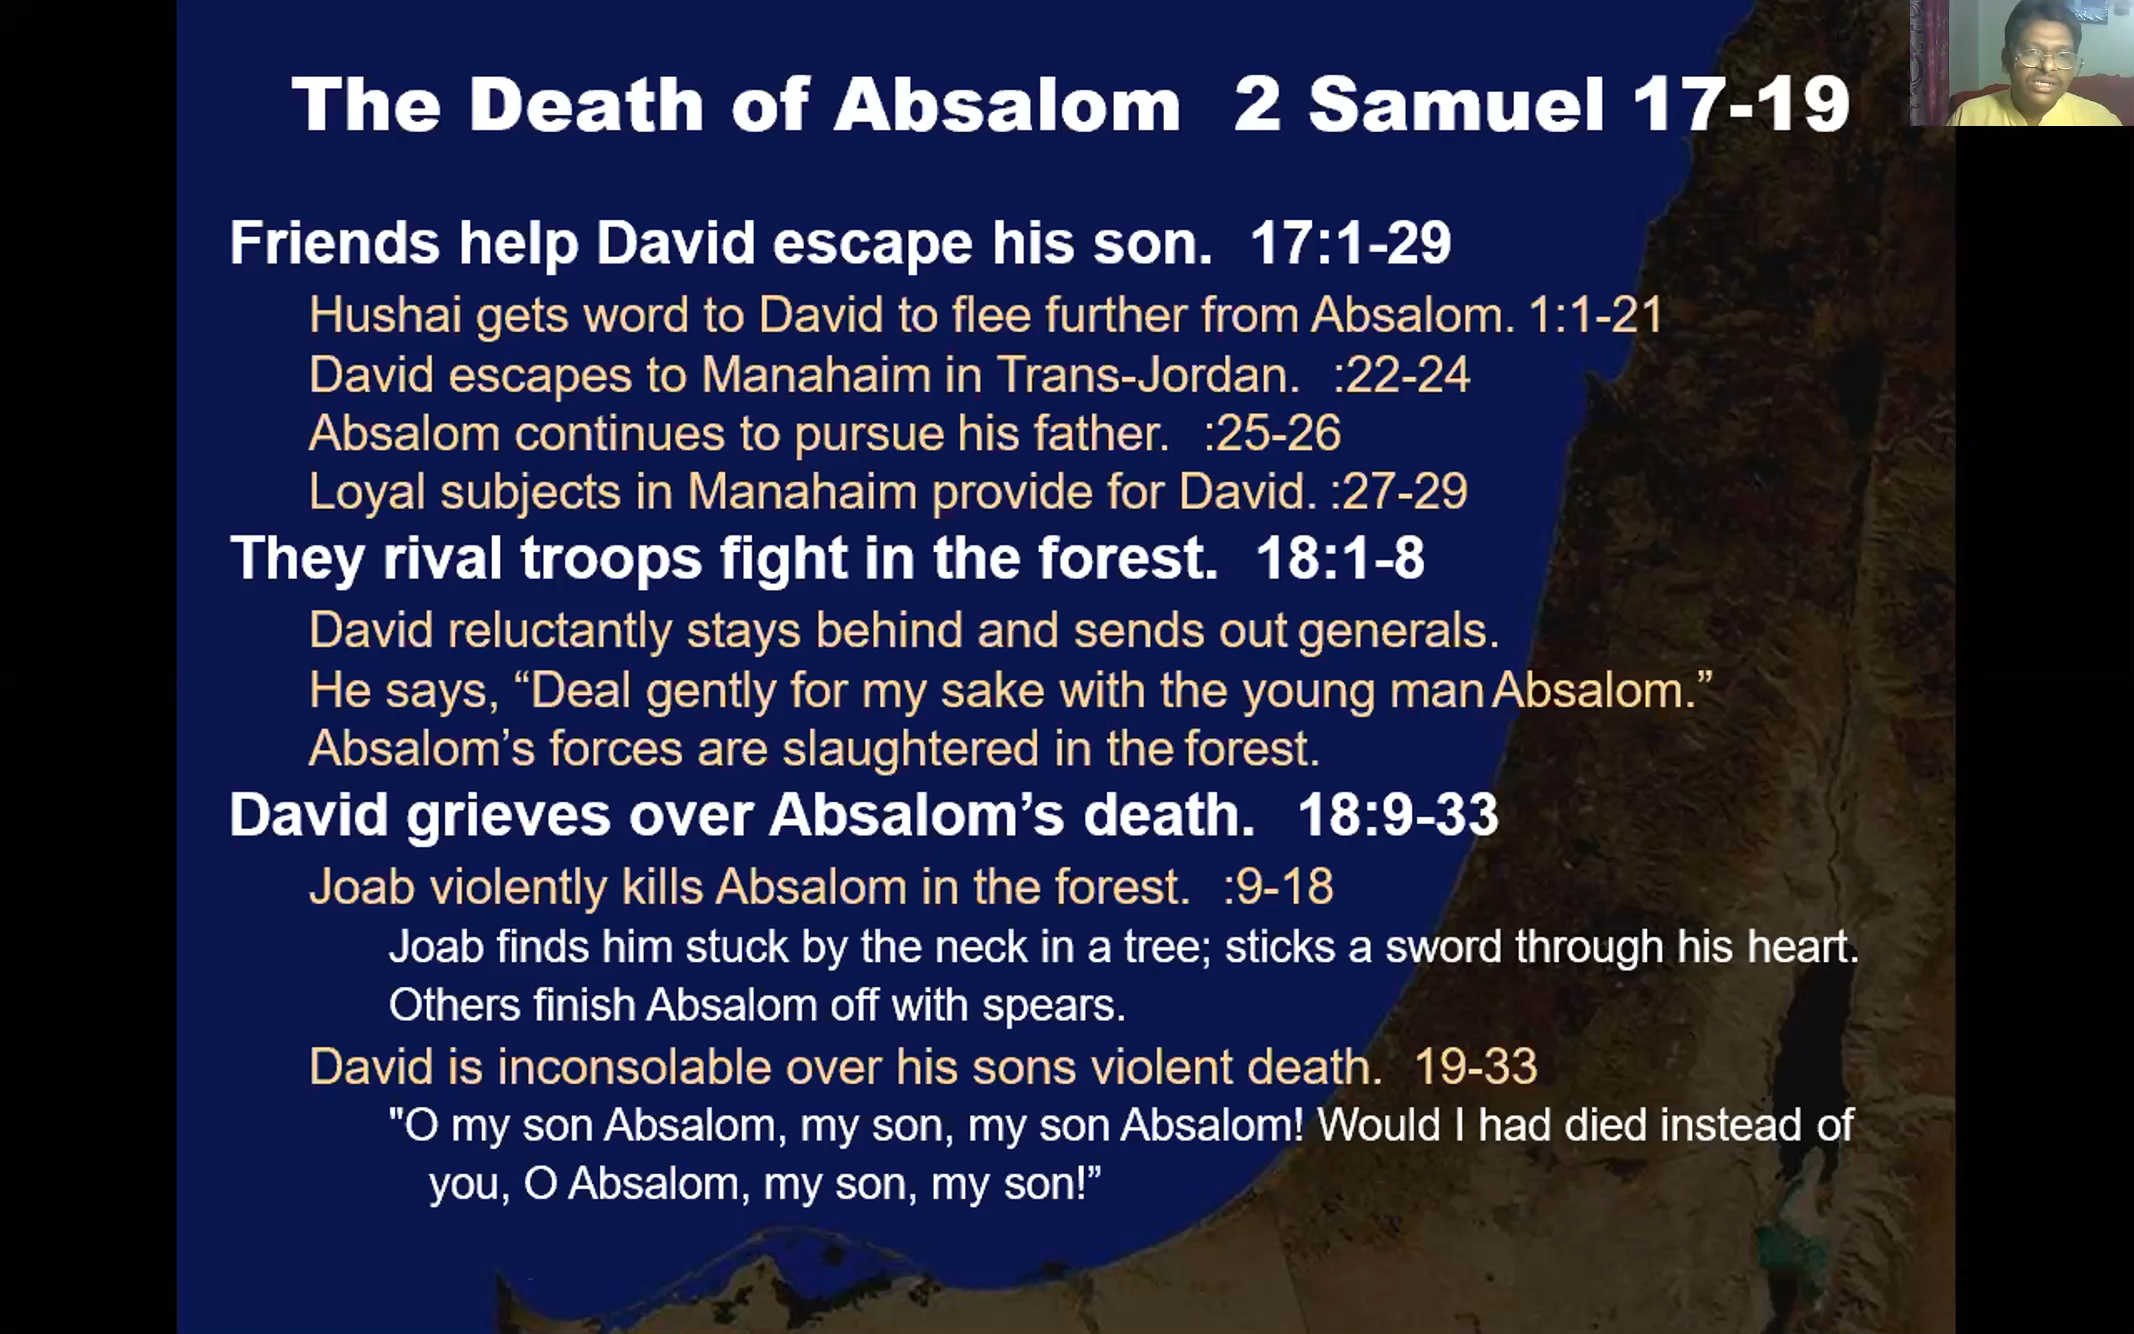 The Death of Absalom 2 Samuel 17-19
Friends help David escape his son. 17:1-29
Hushai gets word to David to flee further from Absalom. 1:1-21
David escapes to Manahaim in Trans-Jordan. :22-24
Absalom continues to pursue his father. :25-26
Loyal subjects in Manahaim provide for David. :27-29
They rival troops fight in the forest. 18:1-8
David reluctantly stays behind and sends out generals.
He says, “Deal gently for my sake with the young man Absalom.”
Absalom’s forces are slaughtered in the forest.
David grieves over Absalom’s death. 18:9-33
Joab violently kills Absalom in the forest. :9-18
Joab finds him stuck by the neck in a tree; sticks a sword through his heart.
Others finish Absalom off with spears.
David is inconsolable over his sons violent death. 19-33
"O my son Absalom, my son, my son Absalom! Would I had died instead of
you, O Absalom, my son, my son!”